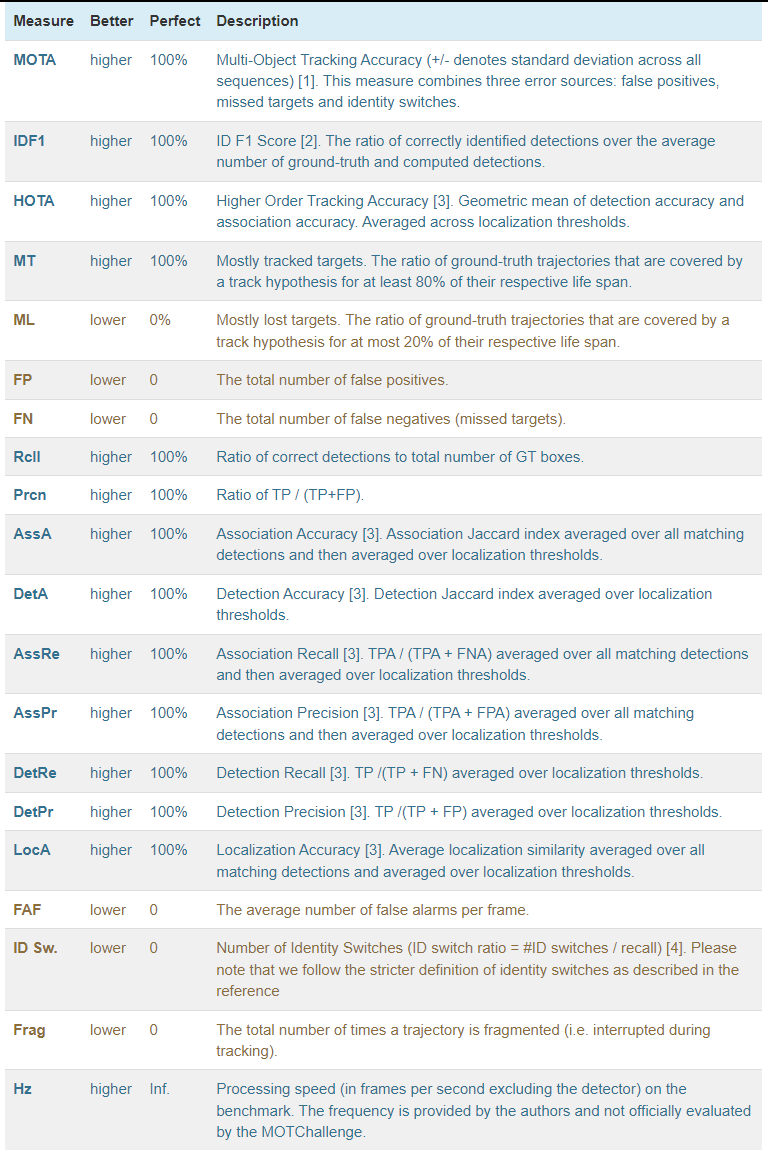 Measure Better Perfect Description
MOTA higher 100% Multi-Object Tracking Accuracy (+/- denotes standard deviation across all
sequences) [1]. This measure combines three error sources: false positives,
missed targets and identity switches.
IDF1 higher 100% ID F1 Score [2]. The ratio of correctly identified detections over the average
number of ground-truth and computed detections.
HOTA higher 100% Higher Order Tracking Accuracy [3]. Geometric mean of detection accuracy and
association accuracy. Averaged across localization thresholds.
MT higher 100% Mostly tracked targets. The ratio of ground-truth trajectories that are covered by
a track hypothesis for at least 80% of their respective life span.
ML lower 0% Mostly lost targets. The ratio of ground-truth trajectories that are covered by a
track hypothesis for at most 20% of their respective life span.
FP lower 0 The total number of false positives.
FN lower 0 The total number of false negatives (missed targets).
Rcll higher 100% Ratio of correct detections to total number of GT boxes.
Prcn higher 100% Ratio of TP / (TP+FP).
AssA higher 100% Association Accuracy [3]. Association Jaccard index averaged over all matching
detections and then averaged over localization thresholds.
DetA higher 100% Detection Accuracy [3]. Detection Jaccard index averaged over localization
thresholds.
AssRe higher 100% Association Recall [3]. TPA / (TPA + FNA) averaged over all matching detections
and then averaged over localization thresholds.
AssPr higher 100% Association Precision [3]. TPA / (TPA + FPA) averaged over all matching
detections and then averaged over localization thresholds.
DetRe higher 100% Detection Recall [3]. TP /(TP + FN) averaged over localization thresholds.
DetPr higher 100% Detection Precision [3]. TP /(TP + FP) averaged over localization thresholds.
LocA higher 100% Localization Accuracy [3]. Average localization similarity averaged over all
matching detections and averaged over localization thresholds.
FAF lower 0 The average number of false alarms per frame.
ID Sw. lower 0 Number of Identity Switches (ID switch ratio = #ID switches / recall) [4]. Please
note that we follow the stricter definition of identity switches as described in the
reference
Frag lower 0 The total number of times a trajectory is fragmented (i.e. interrupted during
tracking).
Hz higher Inf. Processing speed (in frames per second excluding the detector) on the
benchmark. The frequency is provided by the authors and not officially evaluated
by the MOTChallenge.